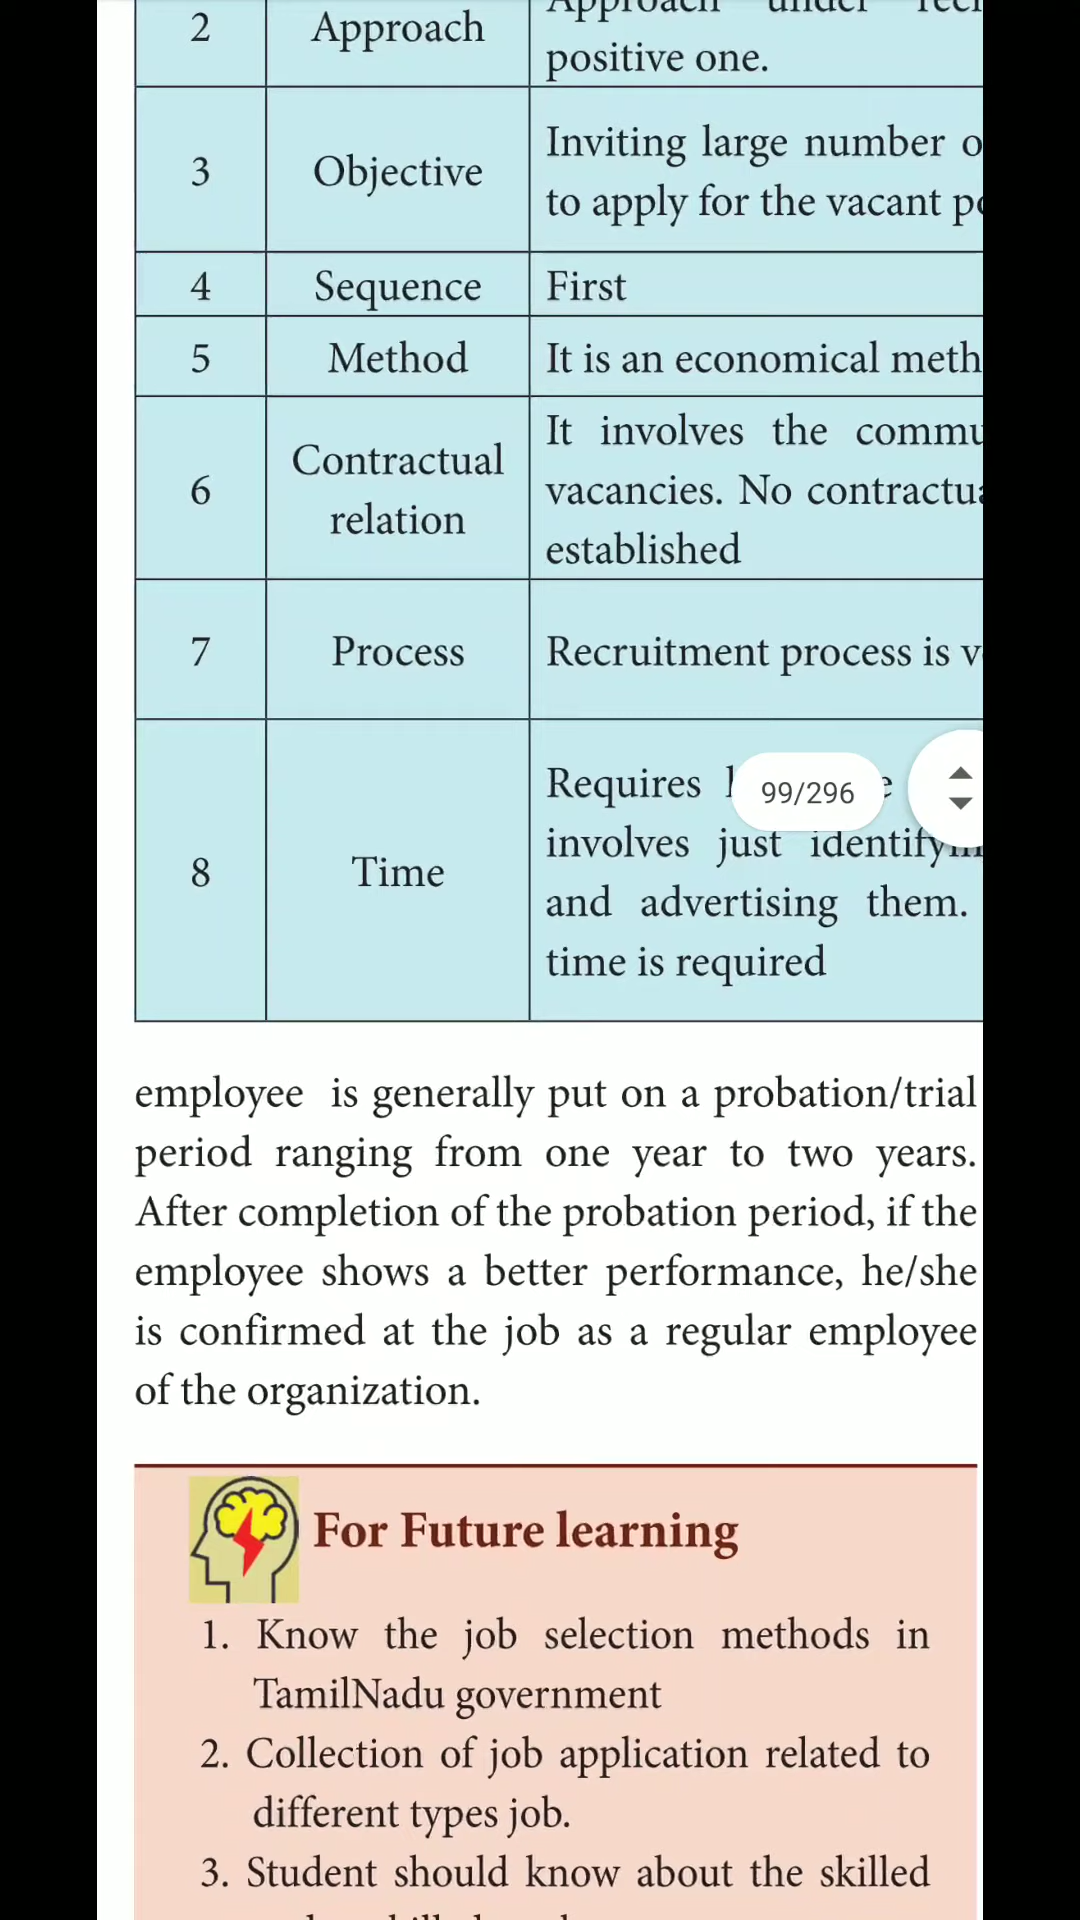 2 Approach Approach under
positive one.
3 Objective Inviting large number
to apply for the vacant
4 Sequence First
5 Method It is an economical
6 Contractual relation It involves the
vacancies. No
established
7 Process Recruitment process is
8 Time Requires
involves just
and advertising them.
time is required
99/296
employee is generally put on a probation/trial
period ranging from one year to two years.
After completion of the probation period, if the
employee shows a better performance, he/she
is confirmed at the job as a regular employee
of the organization.
For Future learning
1. Know the job selection methods in
TamilNadu government
2. Collection of job application related to
different types job.
3. Student should know about the skilled